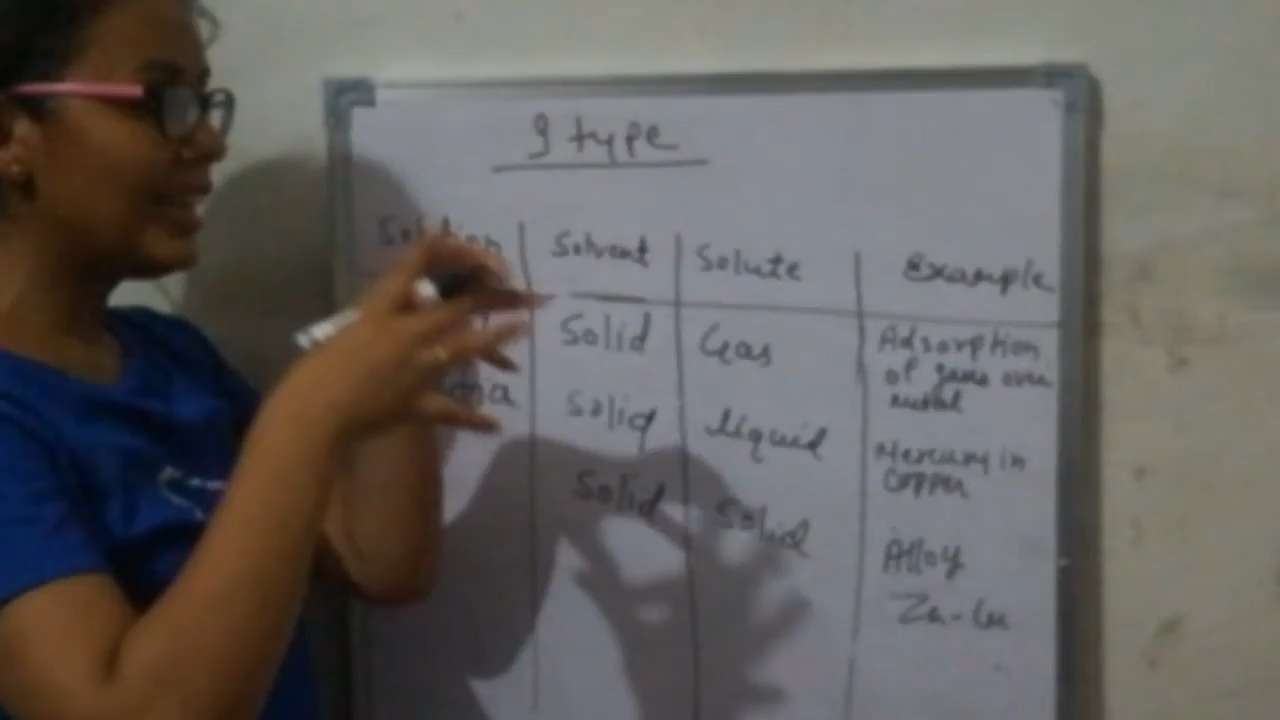 9 type
Solution Solvent Solute Example
Solid Gas Adsorption
of gases over
metal
Solid Liquid Mercury in
Copper
Solid Solid Alloy
Zn-Cu